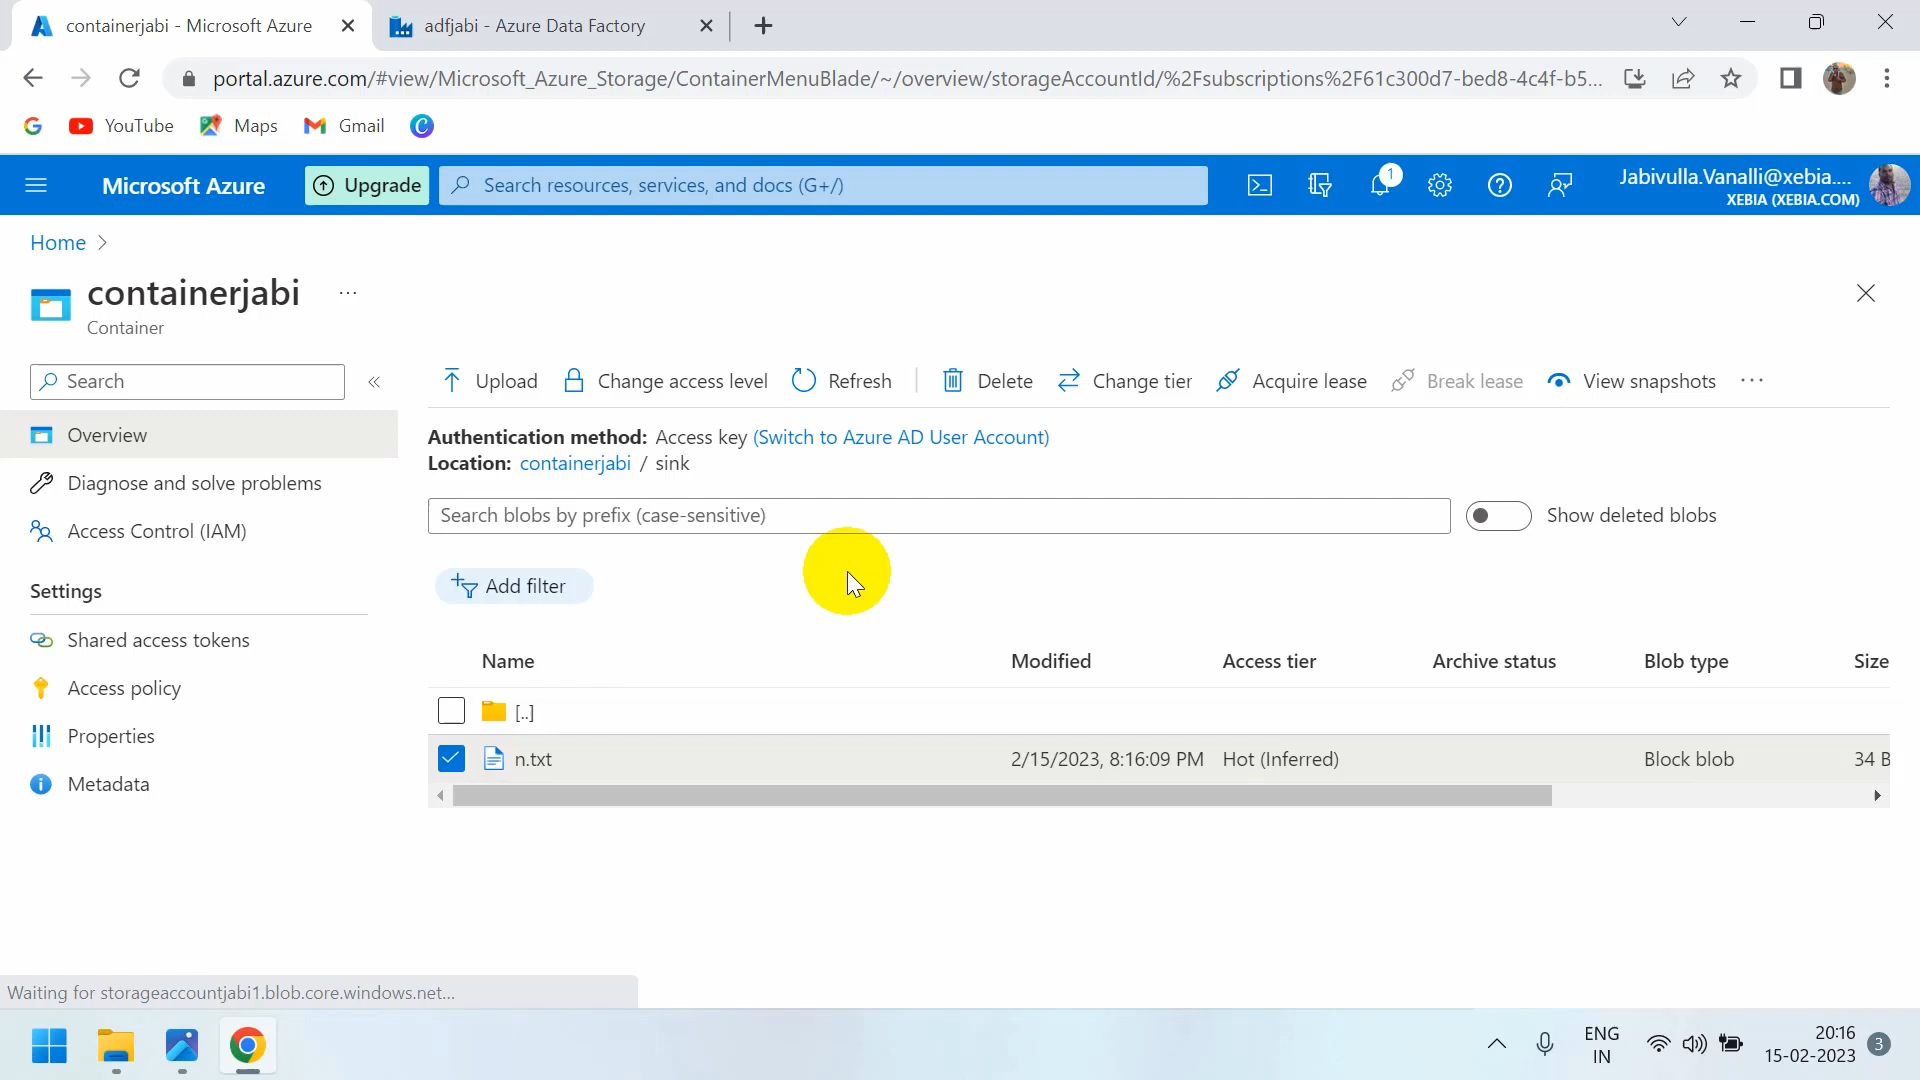 containerjabi - Microsoft Azure
adfjabi - Azure Data Factory
portal.azure.com/#view/Microsoft_Azure_Storage/ContainerMenuBlade/~/overview/storageAccountId/%2Fsubscriptions%2F61c300d7-bed8-4c4f-b5...
YouTube
Maps
Gmail
Microsoft Azure
Upgrade
Search resources, services, and docs (G+/)
1
Jabivulla.Vanalli@xebia....
XEBIA (XEBIA.COM)
Home
containerjabi
...
Container
Search
Upload
Change access level
Refresh
Delete
Change tier
Acquire lease
Break lease
View snapshots
...
Overview
Diagnose and solve problems
Access Control (IAM)
Settings
Shared access tokens
Access policy
Properties
Metadata
Authentication method: Access key (Switch to Azure AD User Account)
Location: containerjabi / sink
Search blobs by prefix (case-sensitive)
Show deleted blobs
Add filter
Name Modified Access tier Archive status Blob type Size
[..]
n.txt 2/15/2023, 8:16:09 PM Hot (Inferred) Block blob 34 B
Waiting for storageaccountjabi1.blob.core.windows.net...
ENG
IN
20:16
15-02-2023
3